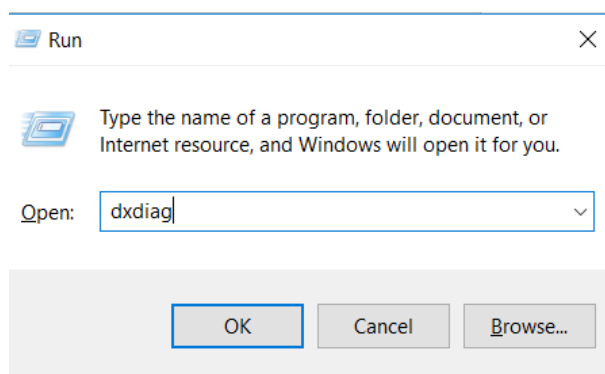 Run
Type the name of a program, folder, document, or
Internet resource, and Windows will open it for you.
Open: dxdiag
OK Cancel Browse...